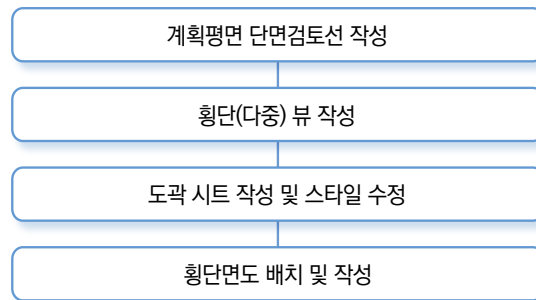 계획평면 단면검토선 작성
횡단(다중) 뷰 작성
도곽 시트 작성 및 스타일 수정
횡단면도 배치 및 작성